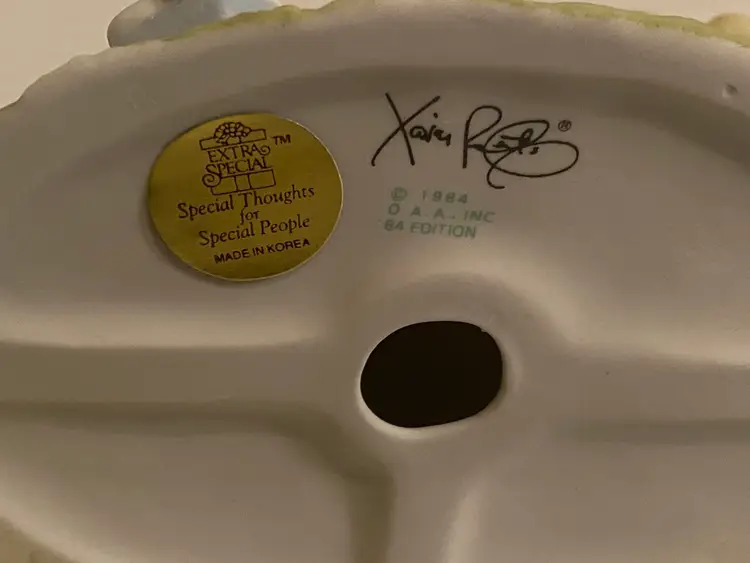 EXTRA
SPECIAL
TM
Special Thoughts
for
Special People
MADE IN KOREA
Xavier Roberts ®
© 1984
O.A.A., INC
84 EDITION